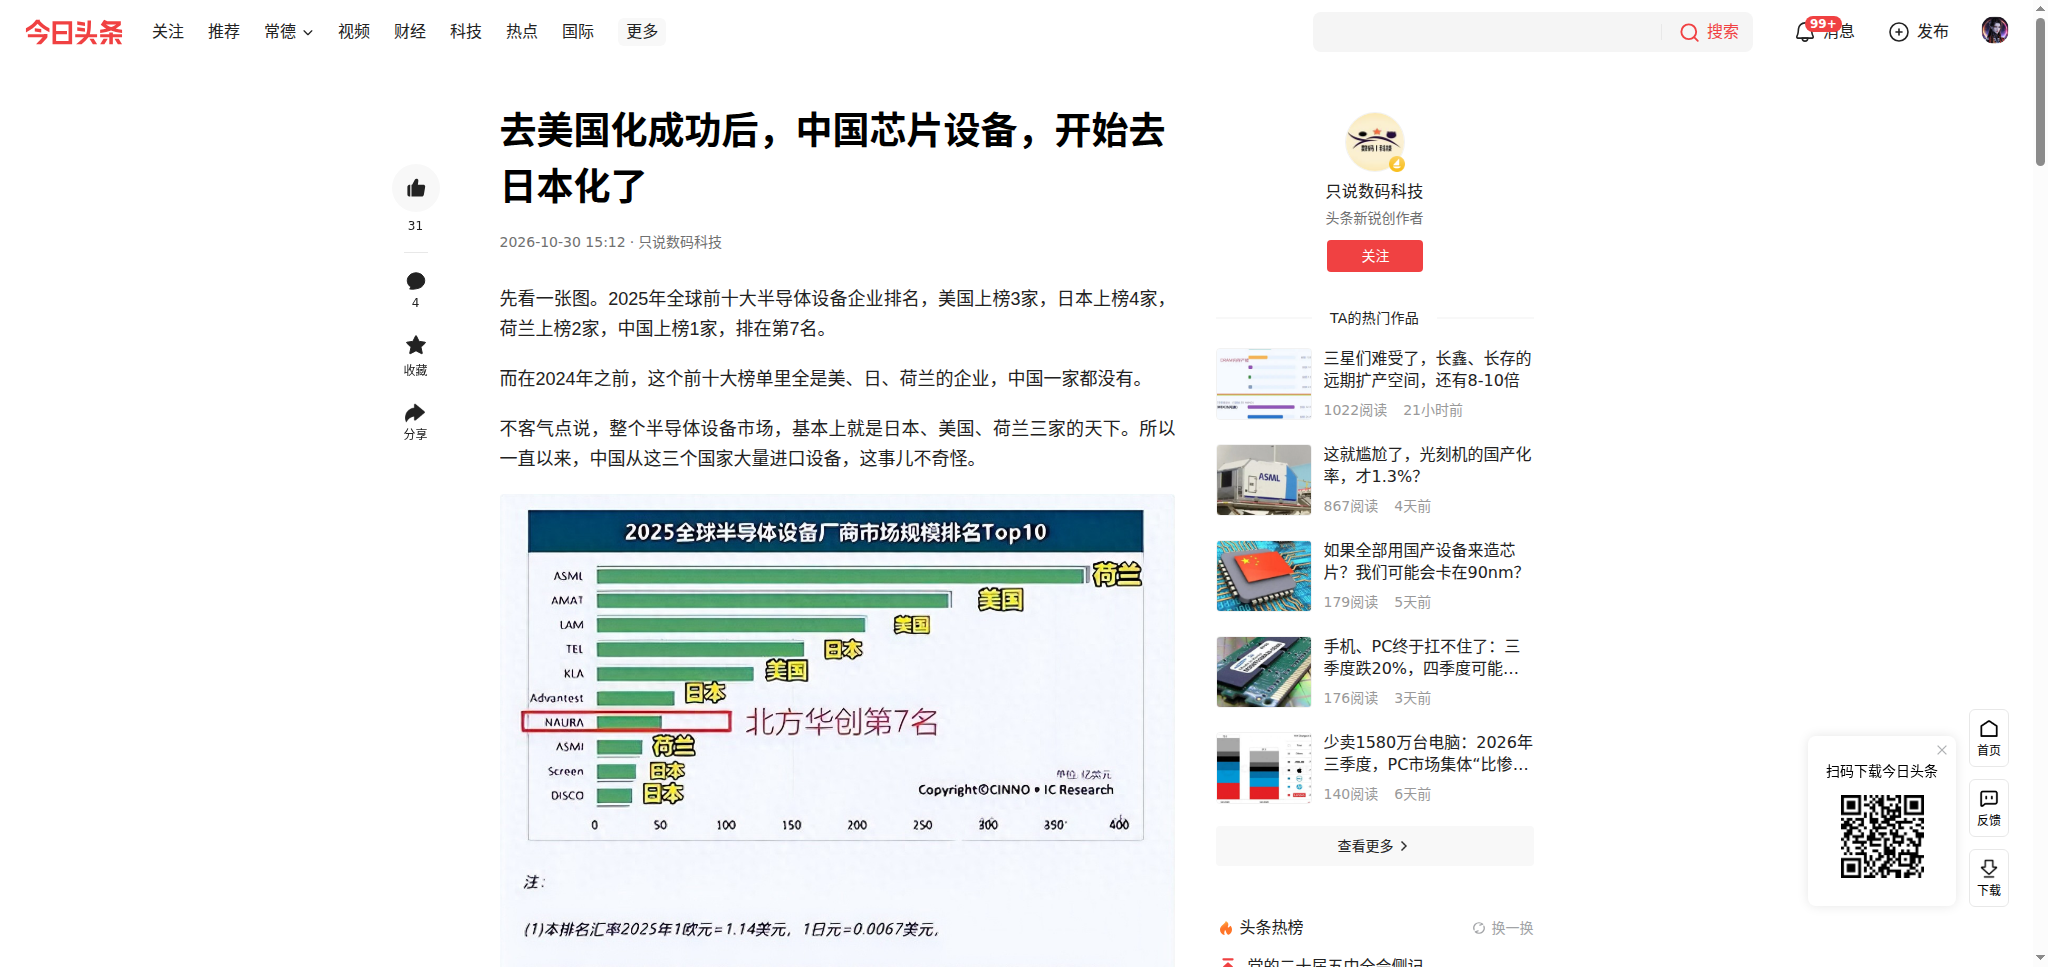 今日头条
关注 推荐 常德 视频 财经 科技 热点 国际 更多
搜索
99+
消息
发布
去美国化成功后，中国芯片设备，开始去
日本化了
2026-10-30 15:12 · 只说数码科技
31
4
收藏
分享
先看一张图。2025年全球前十大半导体设备企业排名，美国上榜3家，日本上榜4家，
荷兰上榜2家，中国上榜1家，排在第7名。
而在2024年之前，这个前十大榜单里全是美、日、荷兰的企业，中国一家都没有。
不客气点说，整个半导体设备市场，基本上就是日本、美国、荷兰三家的天下。所以
一直以来，中国从这三个国家大量进口设备，这事儿不奇怪。
2025全球半导体设备厂商市场规模排名Top10
ASML 荷兰
AMAT 美国
LAM 美国
TEL 日本
KLA 美国
Advantest 日本
NAURA 北方华创第7名
ASMI 荷兰
Screen 日本
DISCO 日本
单位: 亿美元
Copyright©CINNO • IC Research
0 50 100 150 200 250 300 350 400
注：
(1)本排名汇率2025年1欧元=1.14美元，1日元=0.0067美元，
只说数码科技
头条新锐创作者
关注
TA的热门作品
三星们难受了，长鑫、长存的
远期扩产空间，还有8-10倍
1022阅读 21小时前
ASML
这就尴尬了，光刻机的国产化
率，才1.3%？
867阅读 4天前
如果全部用国产设备来造芯
片？我们可能会卡在90nm？
179阅读 5天前
手机、PC终于扛不住了：三
季度跌20%，四季度可能...
176阅读 3天前
少卖1580万台电脑：2026年
三季度，PC市场集体“比惨...
140阅读 6天前
查看更多
头条热榜
换一换
党的二十届五中全会侧记
扫码下载今日头条
首页
反馈
下载